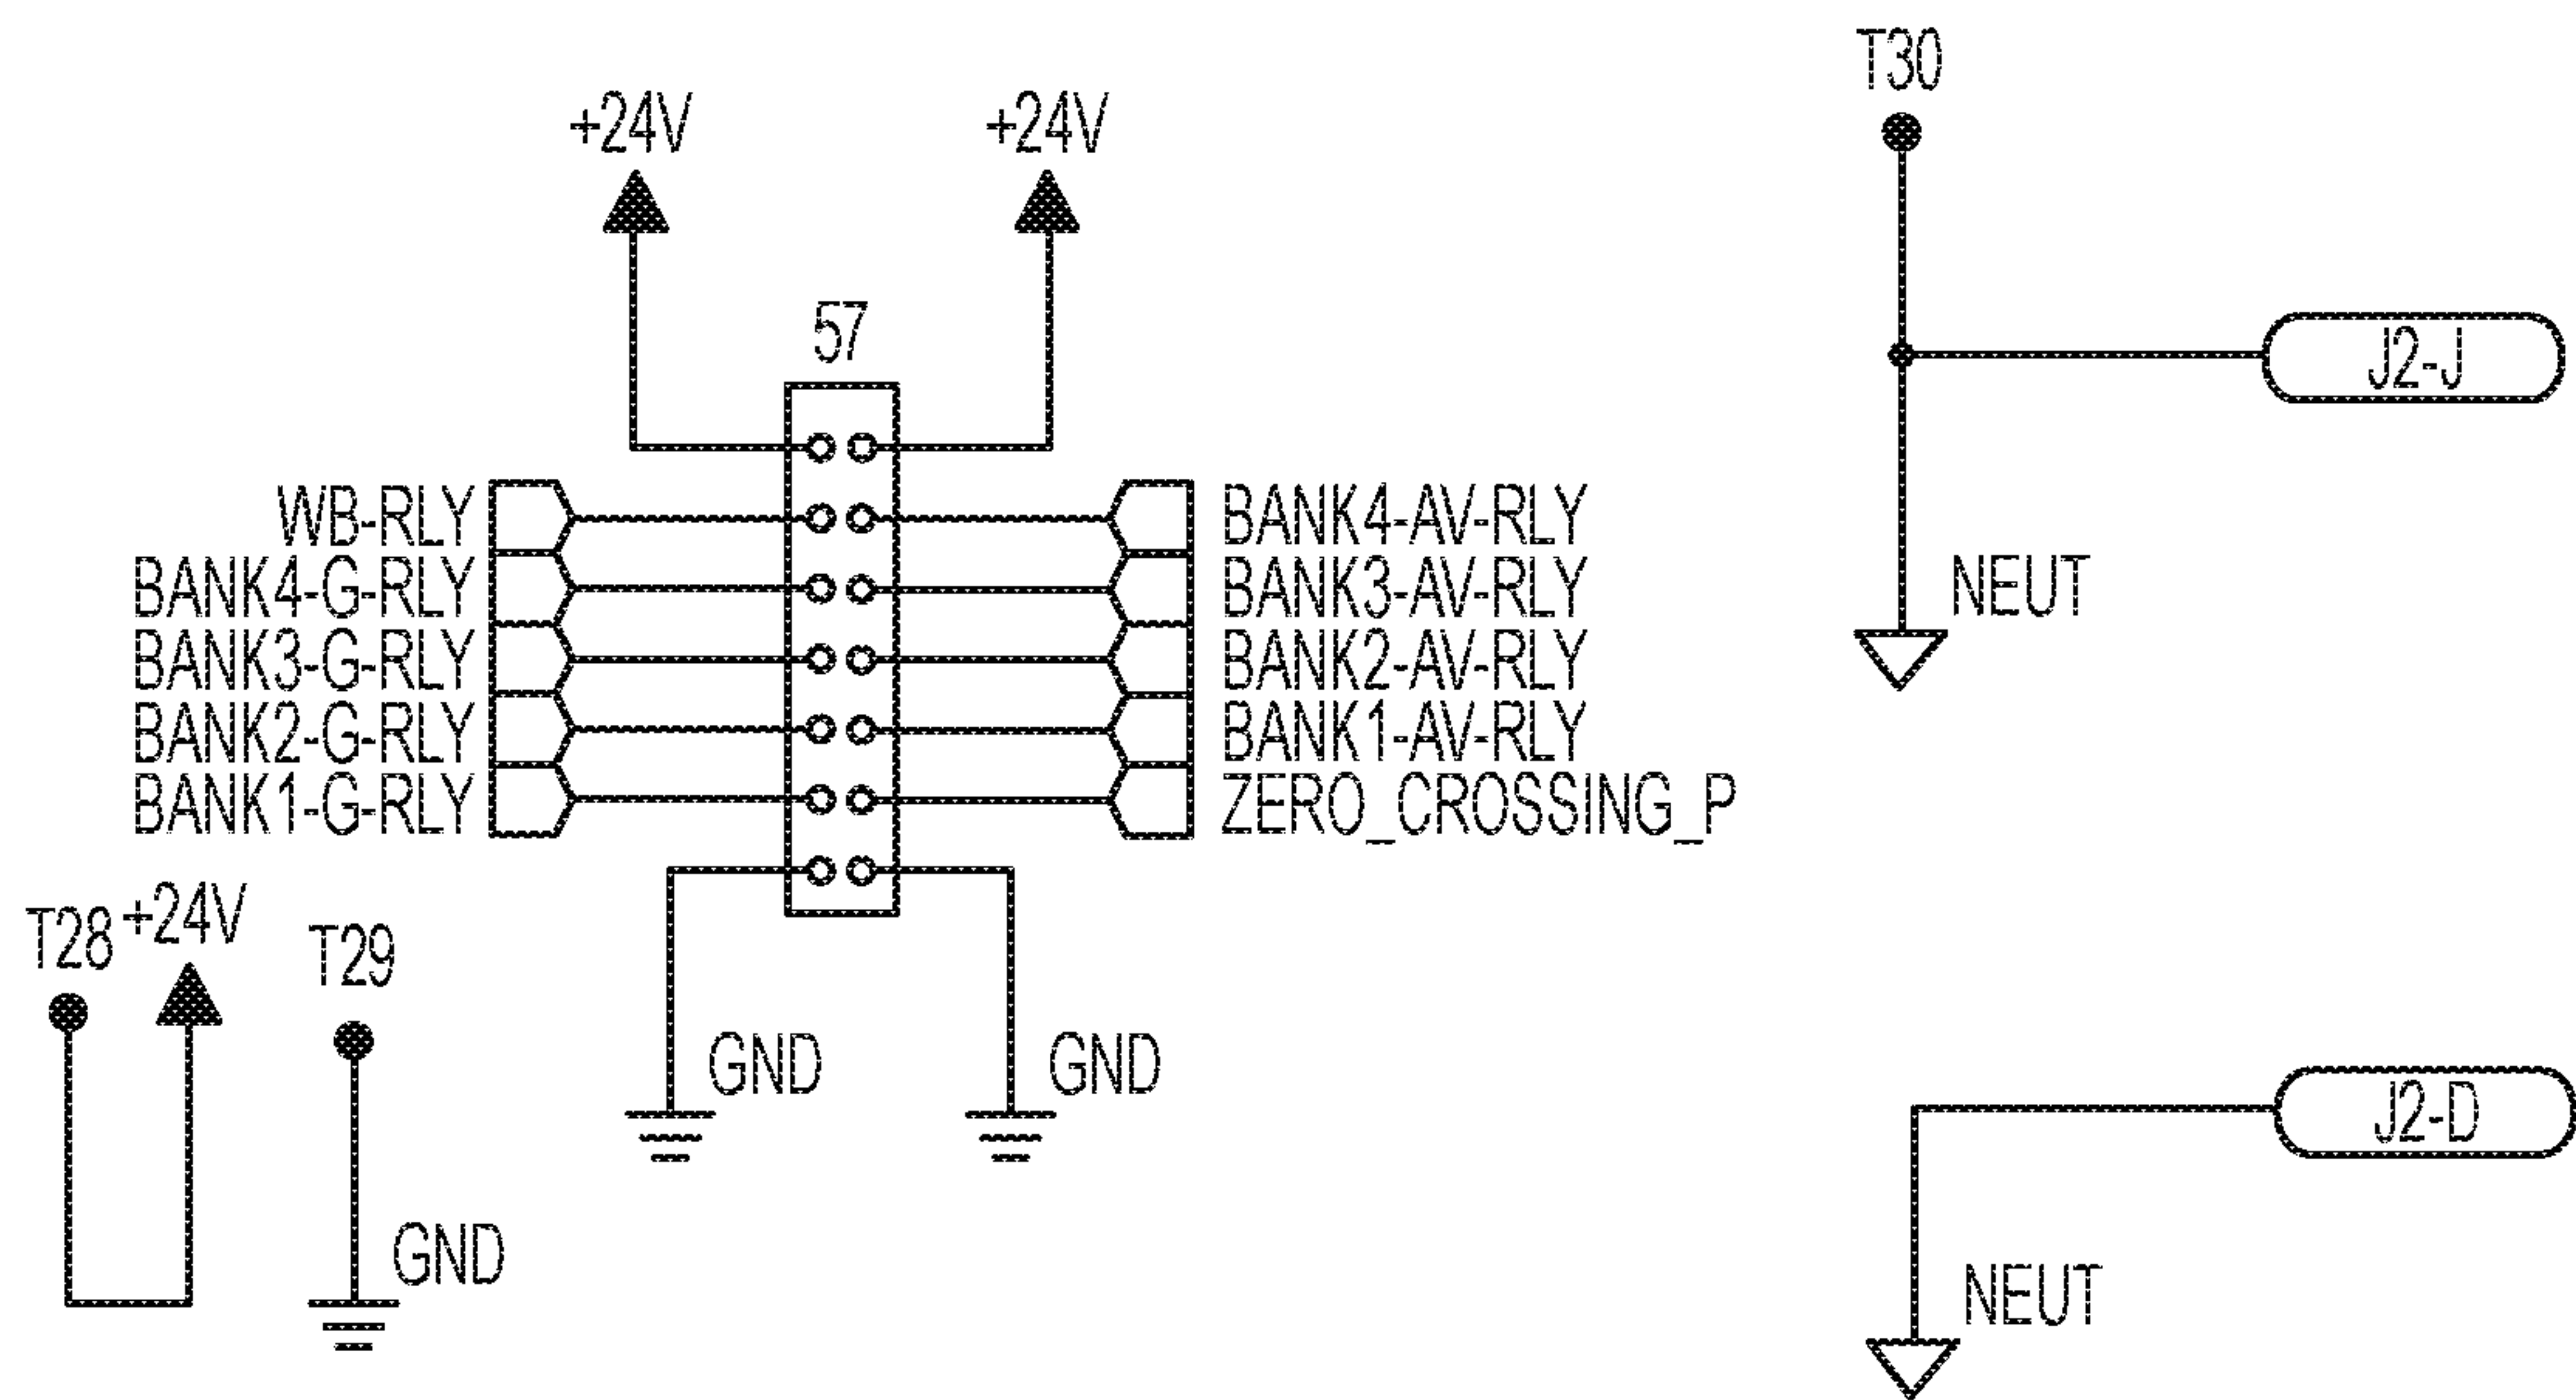 T30
+24V +24V
57
J2-J
WB-RLY BANK4-AV-RLY
BANK4-G-RLY BANK3-AV-RLY
NEUT
BANK3-G-RLY BANK2-AV-RLY
BANK2-G-RLY BANK1-AV-RLY
BANK1-G-RLY ZERO_CROSSING_P
T28 +24V T29
GND GND
J2-D
GND
NEUT